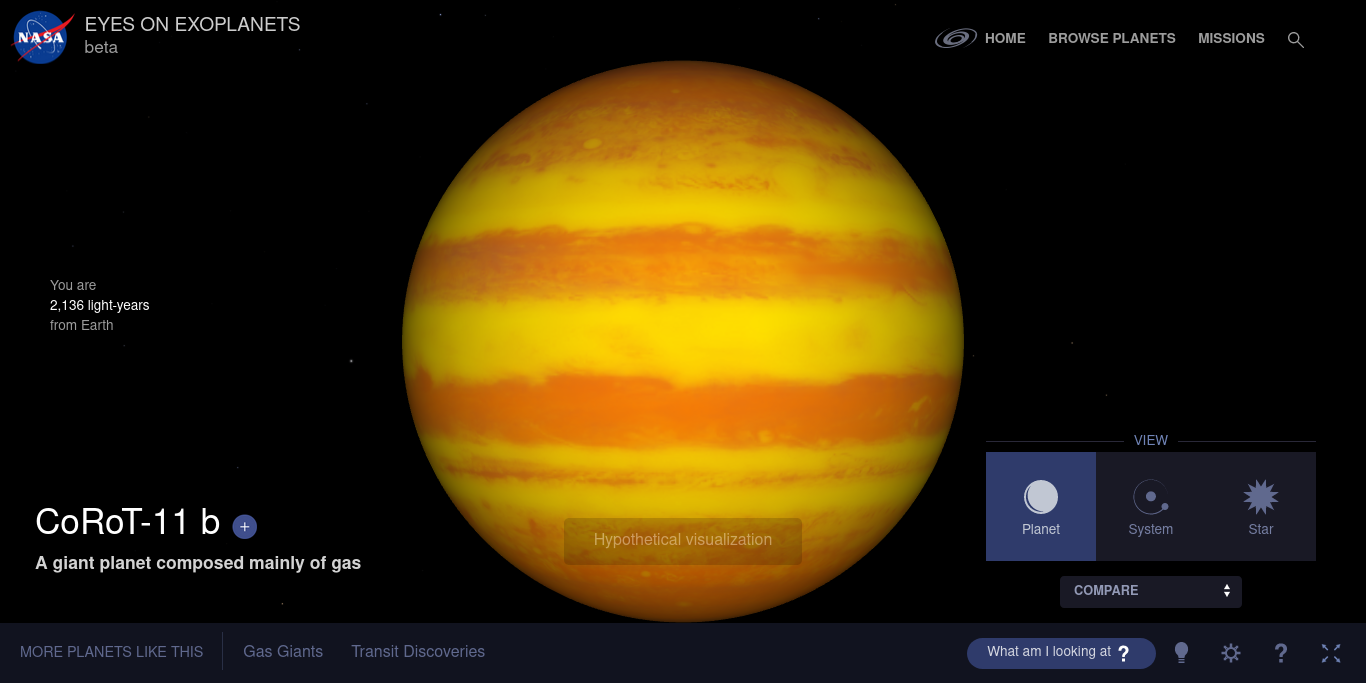 NASA
EYES ON EXOPLANETS
beta
HOME
BROWSE PLANETS
MISSIONS
You are
2,136 light-years
from Earth
VIEW
Planet
System
Star
CoRoT-11 b +
A giant planet composed mainly of gas
Hypothetical visualization
COMPARE
MORE PLANETS LIKE THIS
Gas Giants
Transit Discoveries
What am I looking at ?
?